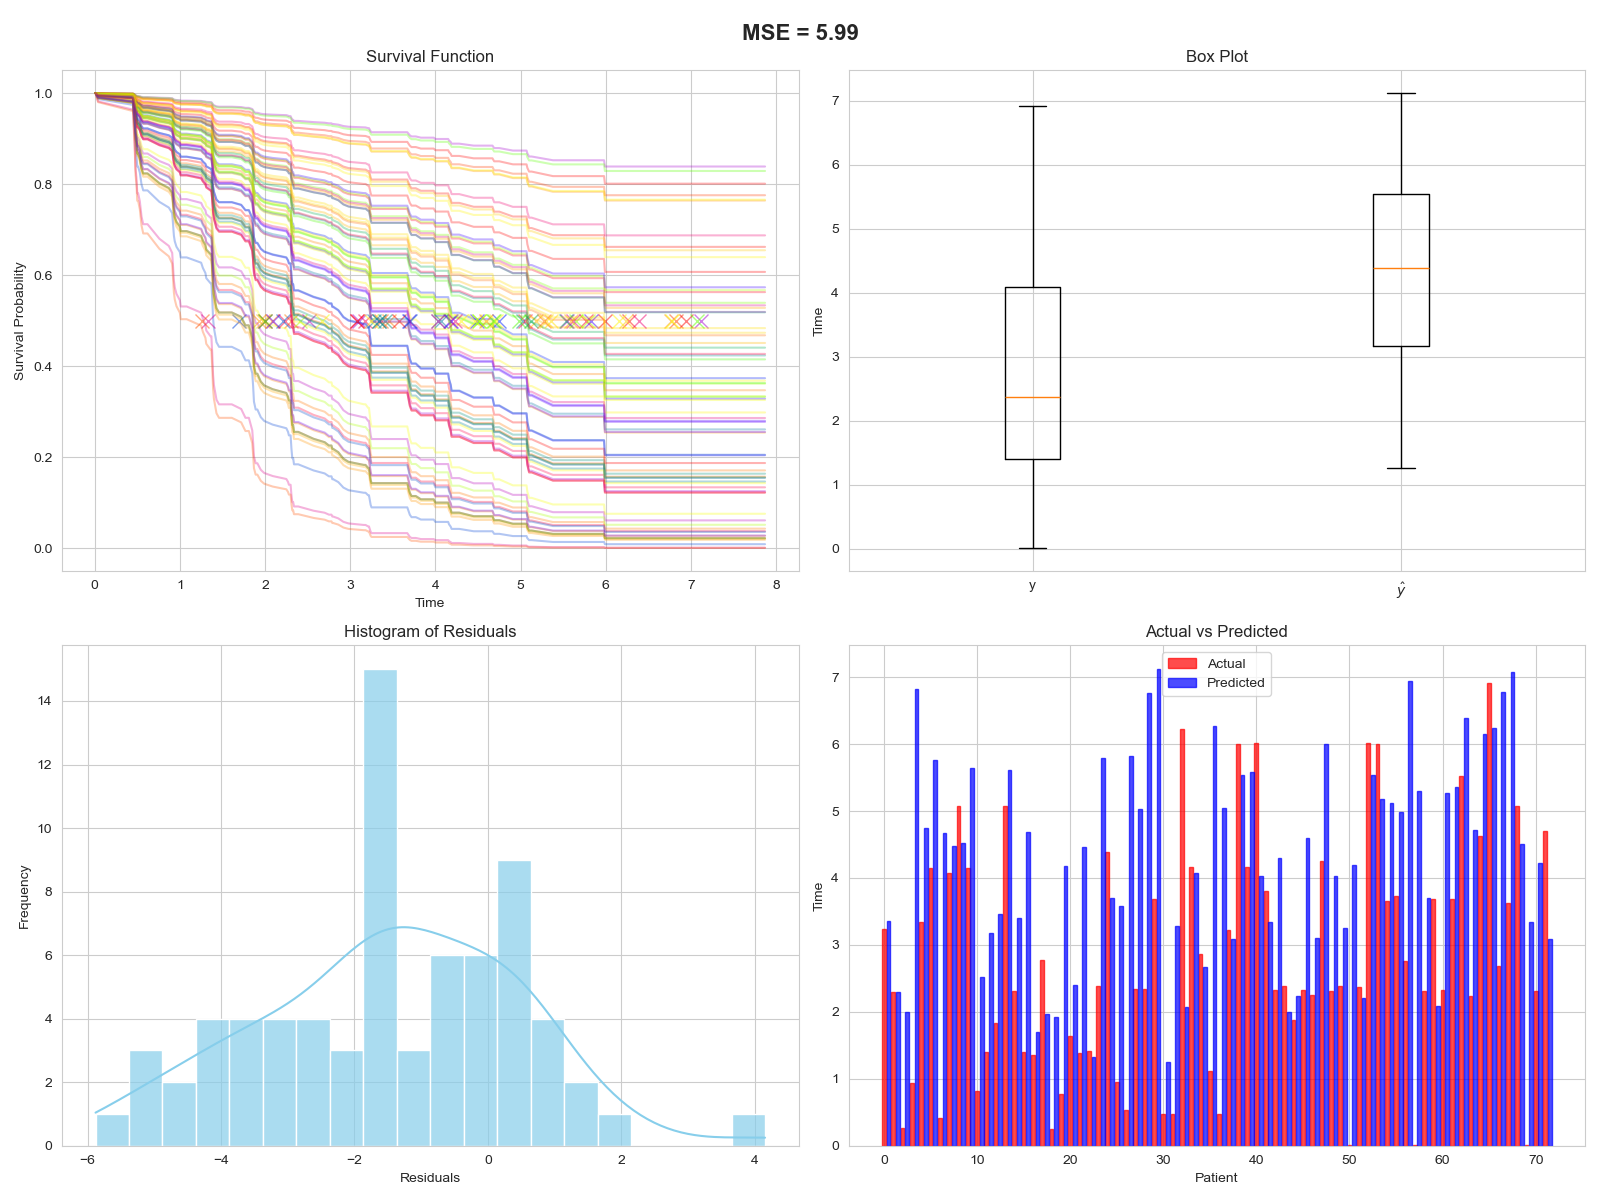 MSE = 5.99
Survival Function
1.0
0.8
0.6
0.4
0.2
0.0
Survival Probability
0 1 2 3 4 5 6 7 8
Time
Box Plot
7
6
5
4
3
2
1
0
Time
y ŷ
Histogram of Residuals
14
12
10
8
6
4
2
0
Frequency
−6 −4 −2 0 2 4
Residuals
Actual vs Predicted
Actual
Predicted
7
6
5
4
3
2
1
0
Time
0 10 20 30 40 50 60 70
Patient